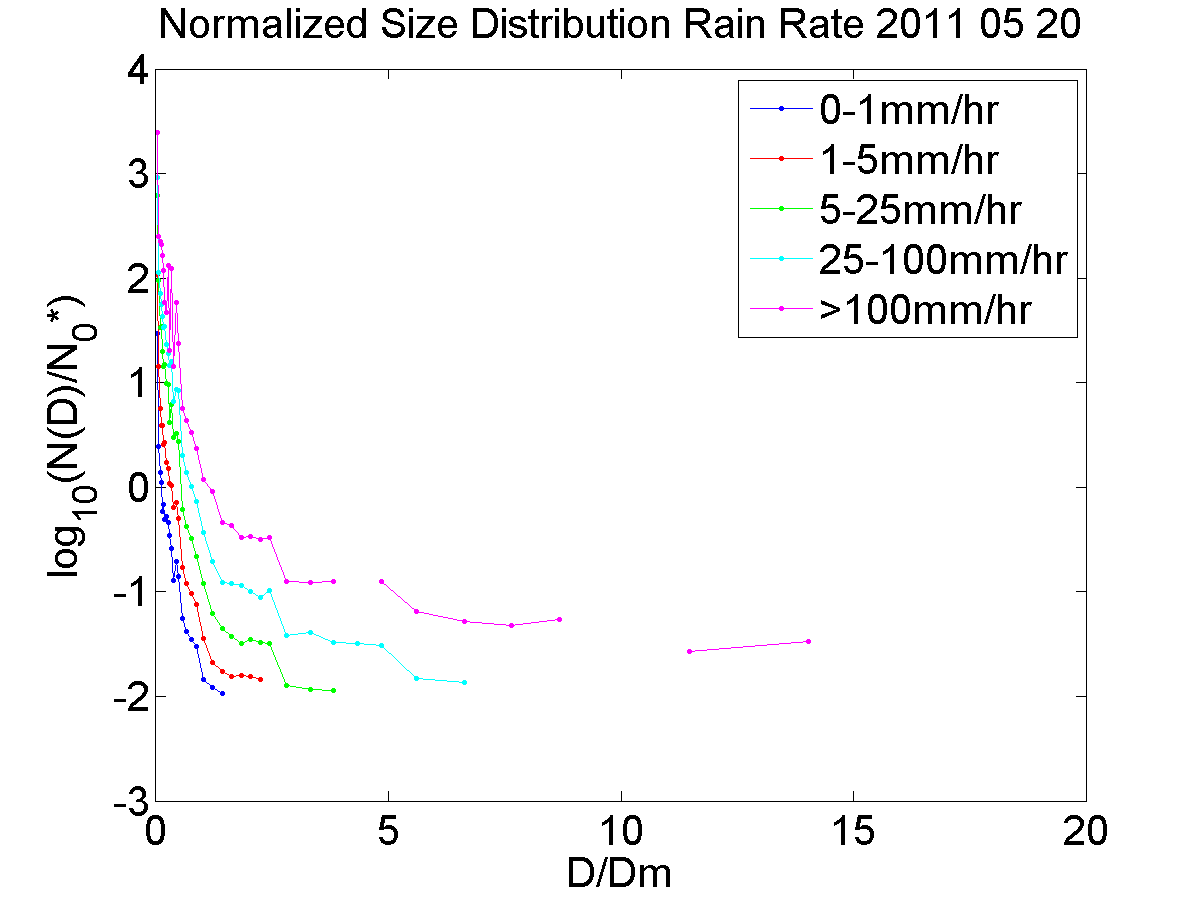 Normalized Size Distribution Rain Rate 2011 05 20
4
3
2
1
0
-1
-2
-3
log10(N(D)/N0*)
0-1mm/hr
1-5mm/hr
5-25mm/hr
25-100mm/hr
>100mm/hr
0 5 10 15 20
D/Dm